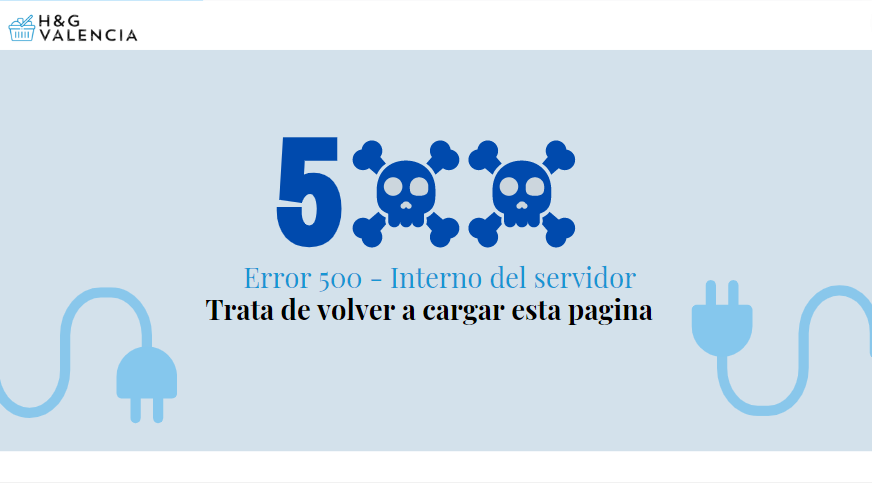 H&G
VALENCIA
5
Error 500 - Interno del servidor
Trata de volver a cargar esta pagina